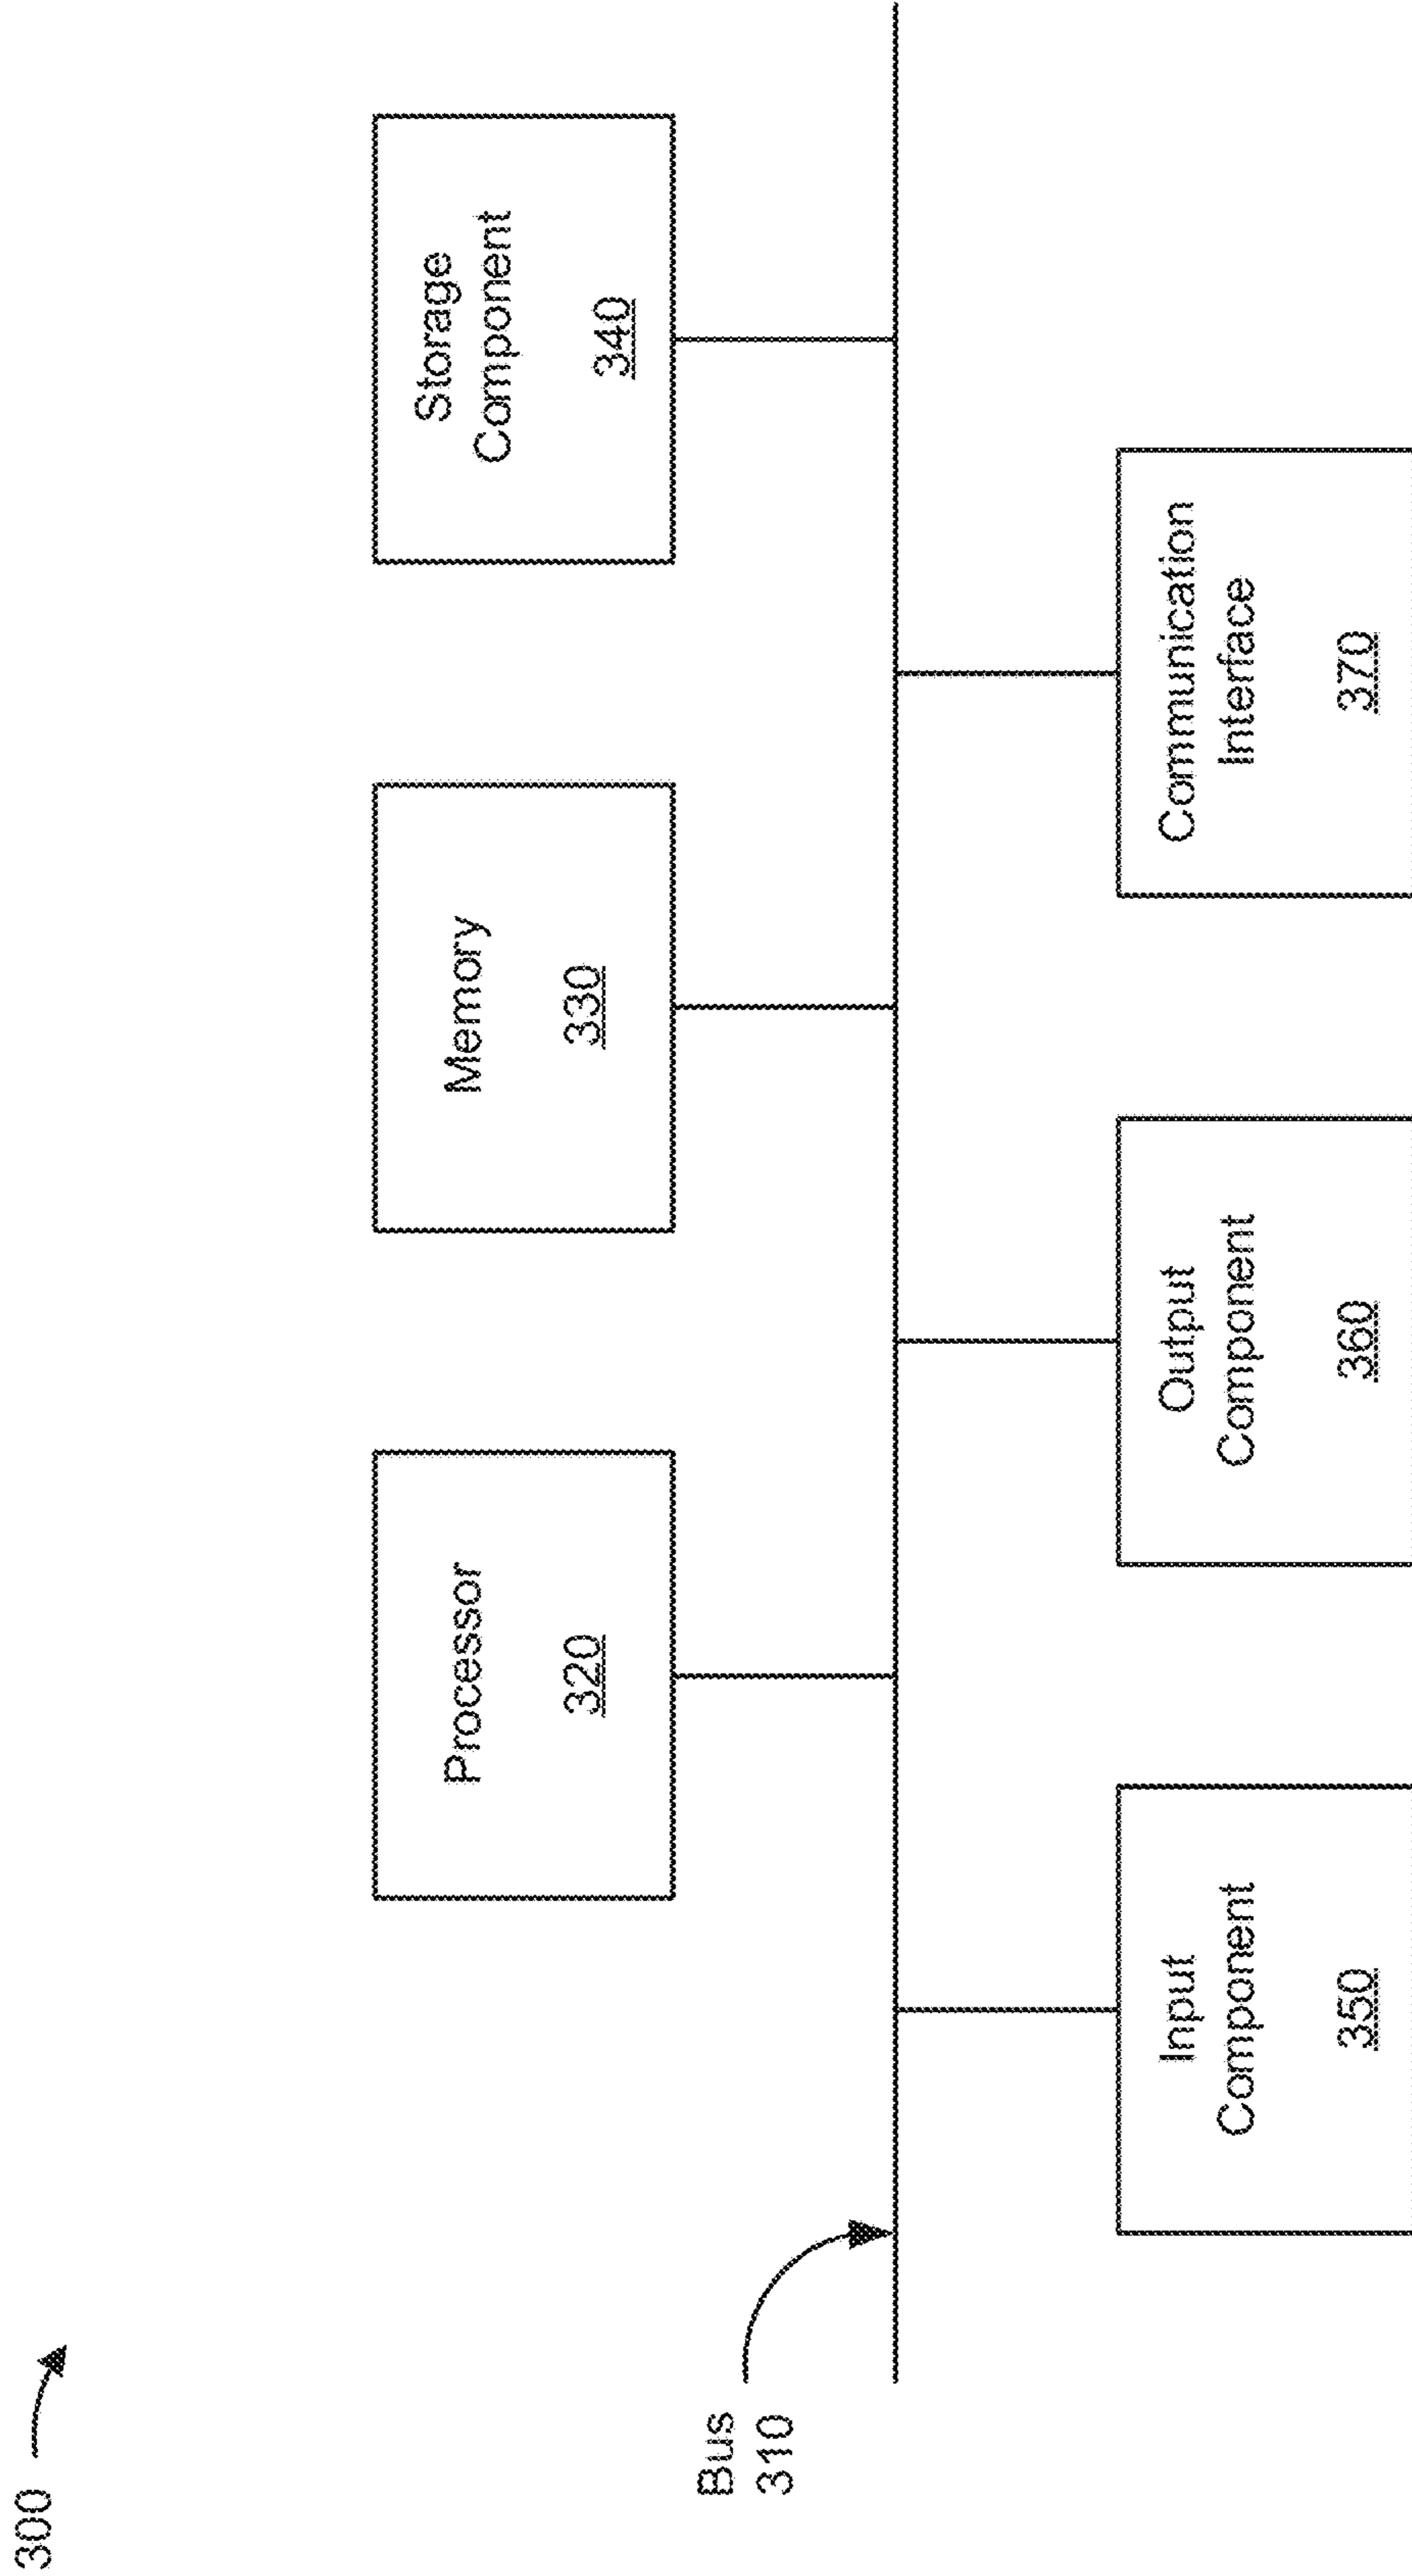 300
Processor
320
Memory
330
Storage
Component
340
Bus
310
Input
Component
350
Output
Component
360
Communication
Interface
370